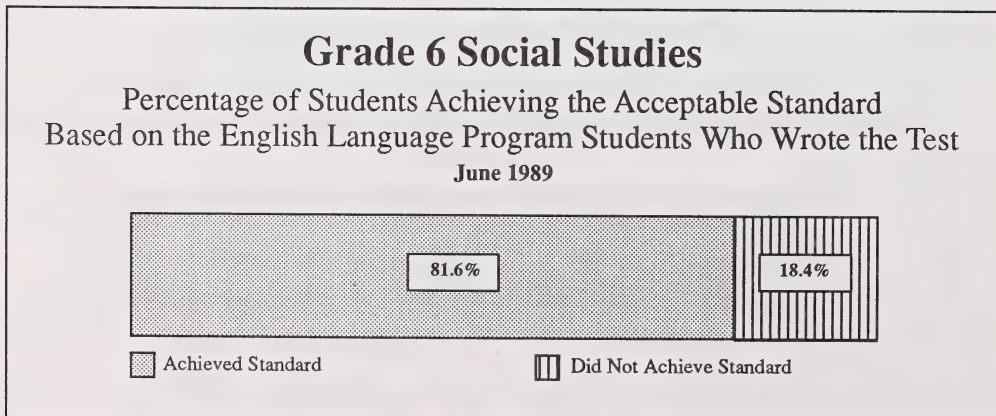 Grade 6 Social Studies
Percentage of Students Achieving the Acceptable Standard
Based on the English Language Program Students Who Wrote the Test
June 1989
81.6%
18.4%
Achieved Standard
Did Not Achieve Standard